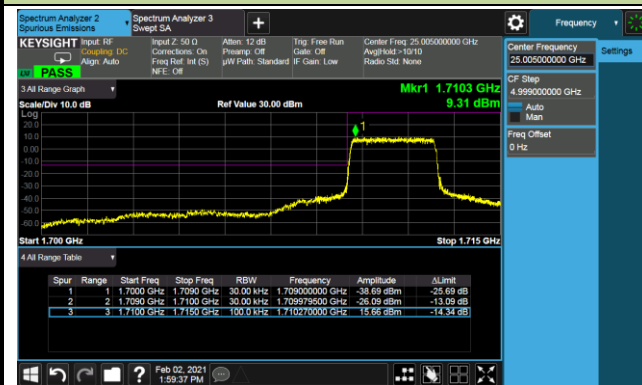 Spectrum Analyzer 2
Spurious Emissions
Spectrum Analyzer 3
Swept SA
Frequency
KEYSIGHT
Input: RF
Coupling: DC
Align: Auto
Input Z: 50 Ω
Corrections: On
Freq Ref: Int (S)
NFE: Off
Atten: 12 dB
Preamp: Off
µW Path: Standard
Trig: Free Run
Gate: Off
IF Gain: Low
Center Freq: 25.005000000 GHz
Avg|Hold:>10/10
Radio Std: None
PASS
3 All Range Graph
Scale/Div 10.0 dB
Ref Value 30.00 dBm
Mkr1 1.7103 GHz
9.31 dBm
Log
20.0
10.0
0.00
-10.0
-20.0
-30.0
-40.0
-50.0
-60.0
1
Start 1.700 GHz
Stop 1.715 GHz
4 All Range Table
Spur Range Start Freq Stop Freq RBW Frequency Amplitude ΔLimit
1 1 1.7000 GHz 1.7090 GHz 30.00 kHz 1.709000000 GHz -38.69 dBm -25.69 dB
2 2 1.7090 GHz 1.7100 GHz 30.00 kHz 1.709979500 GHz -26.09 dBm -13.09 dB
3 3 1.7100 GHz 1.7150 GHz 100.0 kHz 1.710270000 GHz 15.66 dBm -14.34 dB
Center Frequency
25.005000000 GHz
Settings
CF Step
4.999000000 GHz
Auto
Man
Freq Offset
0 Hz
Feb 02, 2021
1:59:37 PM